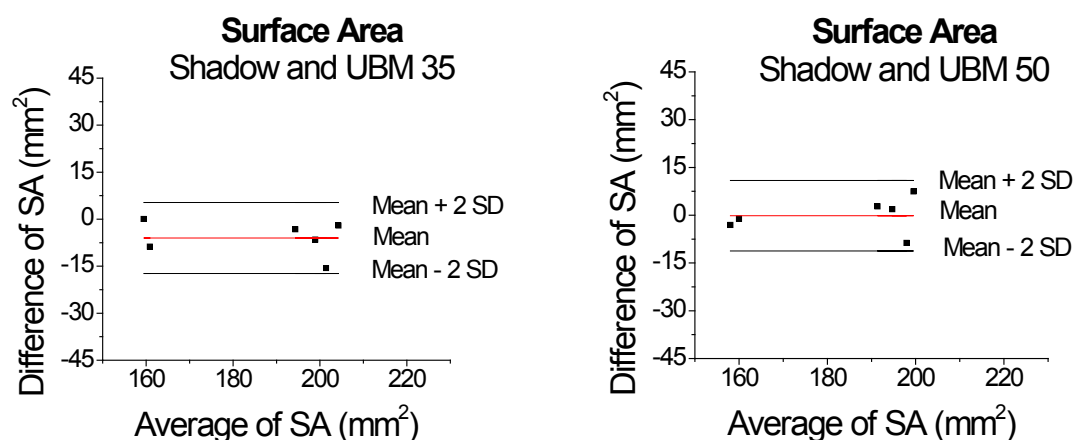 Surface Area
Shadow and UBM 35
Difference of SA (mm²)
45
30
15
0
-15
-30
-45
Mean + 2 SD
Mean
Mean - 2 SD
160 180 200 220
Average of SA (mm²)
Surface Area
Shadow and UBM 50
Difference of SA (mm²)
45
30
15
0
-15
-30
-45
Mean + 2 SD
Mean
Mean - 2 SD
160 180 200 220
Average of SA (mm²)